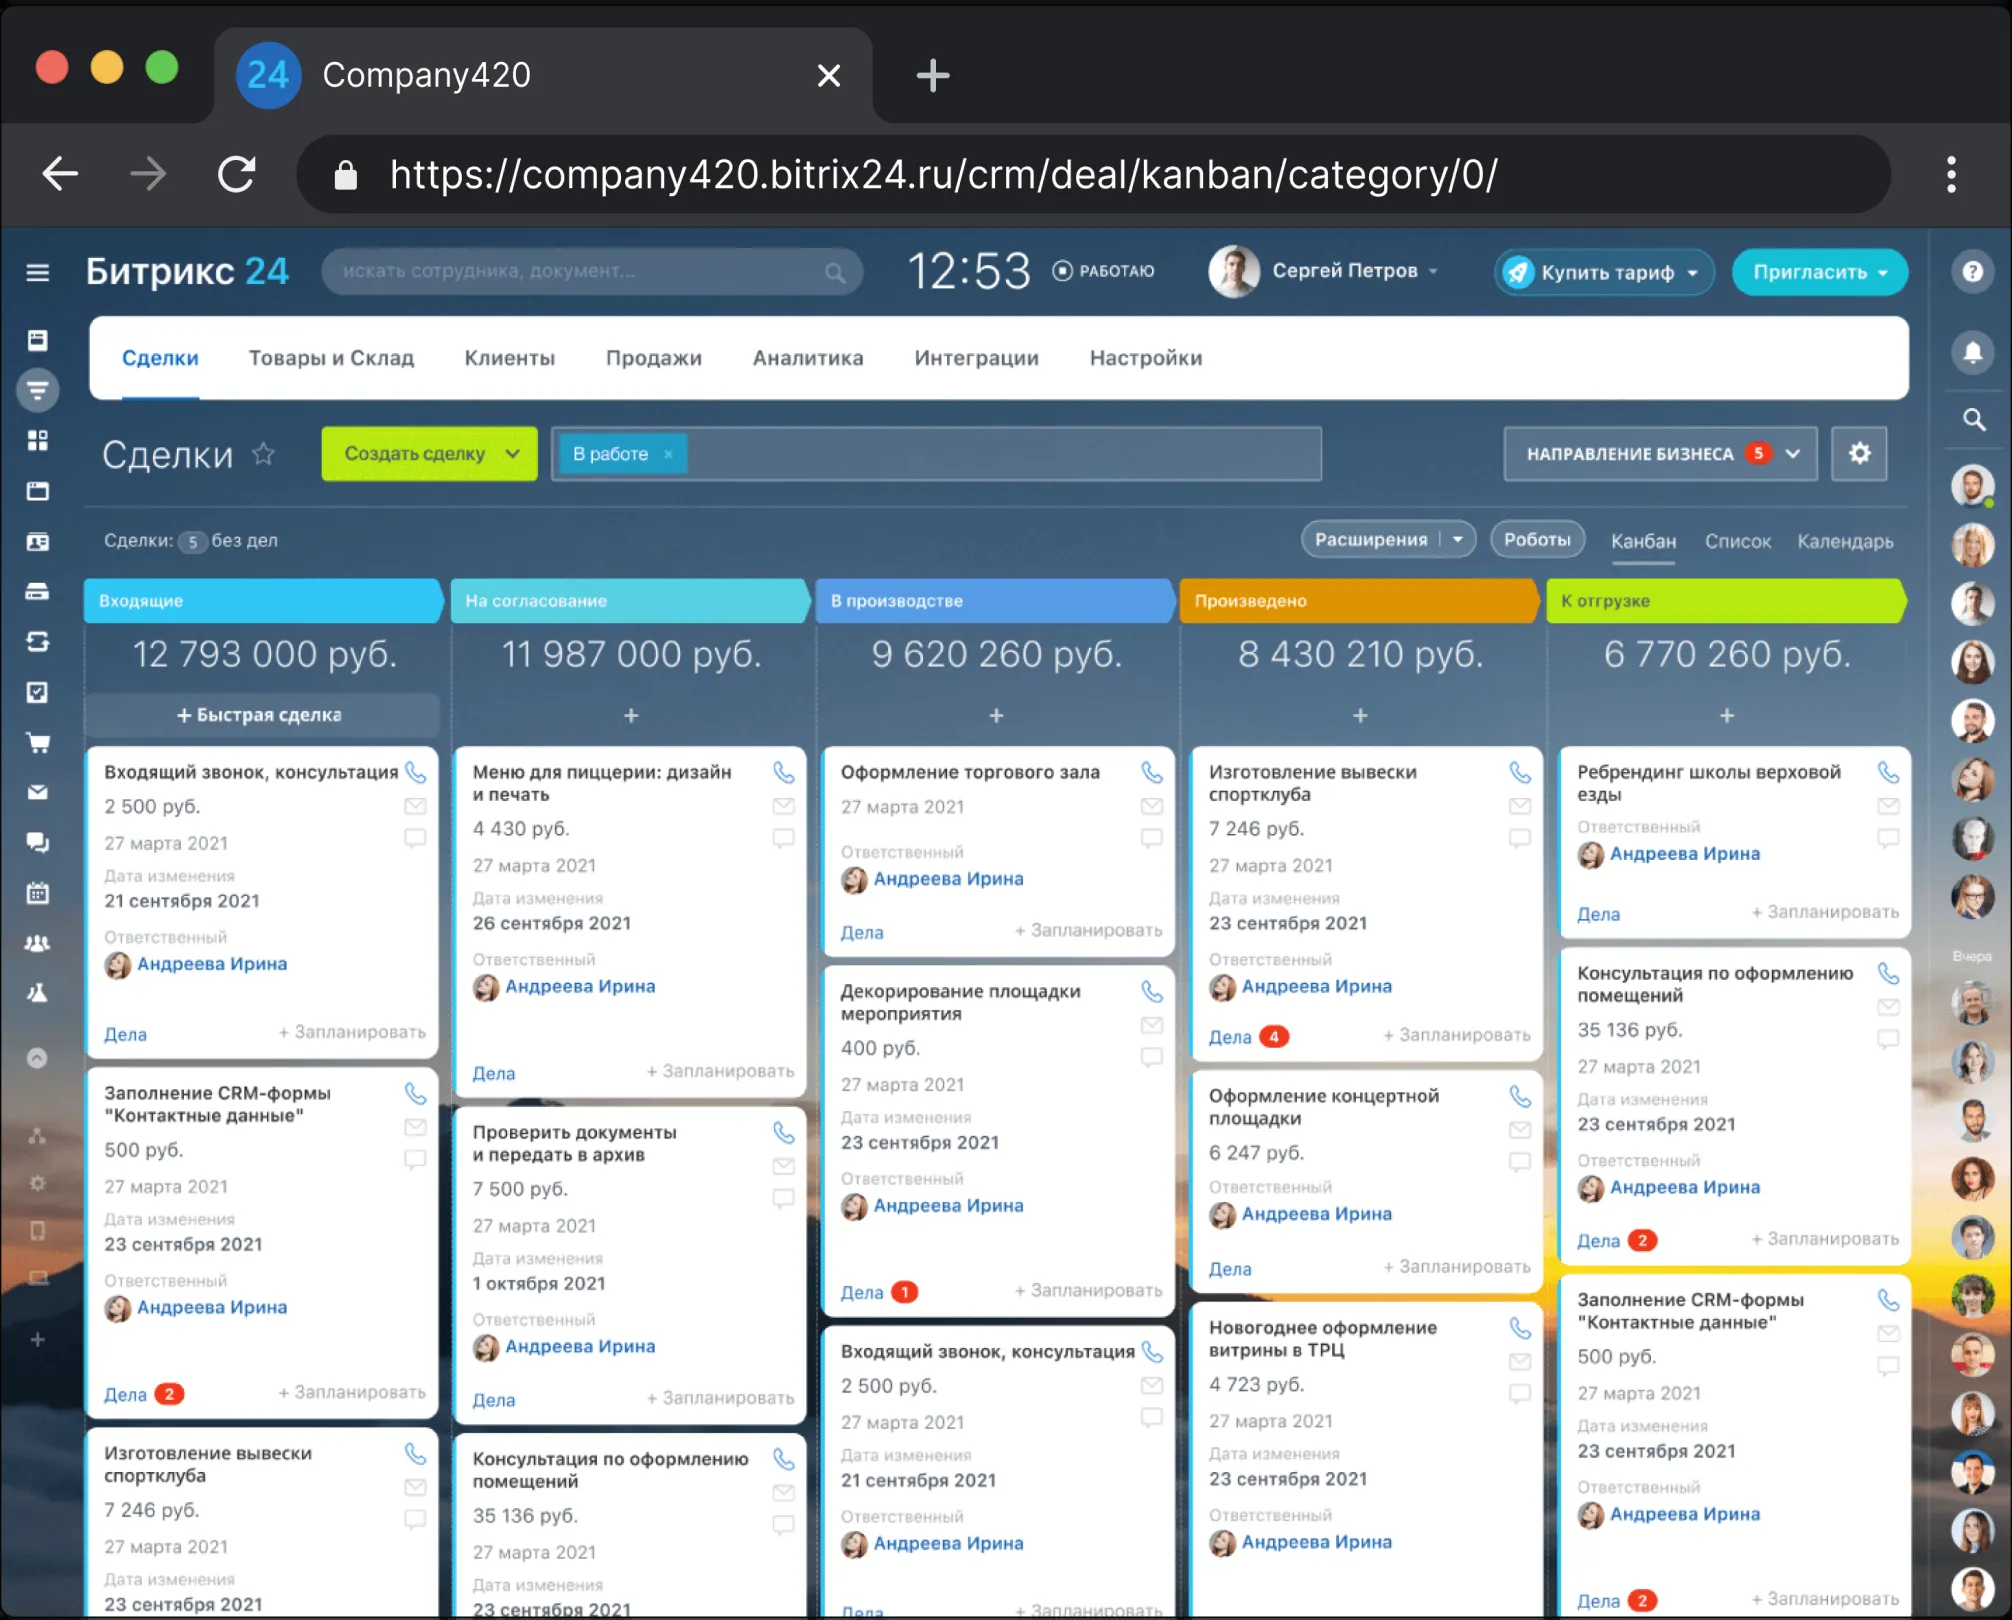 24 Company420
https://company420.bitrix24.ru/crm/deal/kanban/category/0/
Битрикс 24
искать сотрудника, документ...
12:53
РАБОТАЮ
Сергей Петров
Купить тариф
Пригласить
?
Сделки
Товары и Склад
Клиенты
Продажи
Аналитика
Интеграции
Настройки
Сделки
Создать сделку
В работе ×
НАПРАВЛЕНИЕ БИЗНЕСА 5
Сделки: 5 без дел
Расширения
Роботы
Канбан
Список
Календарь
Входящие
12 793 000 руб.
+ Быстрая сделка
Входящий звонок, консультация
2 500 руб.
27 марта 2021
Дата изменения
21 сентября 2021
Ответственный
Андреева Ирина
Дела
+ Запланировать
Заполнение CRM-формы
"Контактные данные"
500 руб.
27 марта 2021
Дата изменения
23 сентября 2021
Ответственный
Андреева Ирина
Дела 2
+ Запланировать
Изготовление вывески
спортклуба
7 246 руб.
27 марта 2021
Дата изменения
23 сентября 2021
На согласование
11 987 000 руб.
+
Меню для пиццерии: дизайн
и печать
4 430 руб.
27 марта 2021
Дата изменения
26 сентября 2021
Ответственный
Андреева Ирина
Дела
+ Запланировать
Проверить документы
и передать в архив
7 500 руб.
27 марта 2021
Дата изменения
1 октября 2021
Ответственный
Андреева Ирина
Дела
+ Запланировать
Консультация по оформлению
помещений
35 136 руб.
27 марта 2021
Дата изменения
23 сентября 2021
В производстве
9 620 260 руб.
+
Оформление торгового зала
27 марта 2021
Ответственный
Андреева Ирина
Дела
+ Запланировать
Декорирование площадки
мероприятия
400 руб.
27 марта 2021
Дата изменения
23 сентября 2021
Ответственный
Андреева Ирина
Дела 1
+ Запланировать
Входящий звонок, консультация
2 500 руб.
27 марта 2021
Дата изменения
21 сентября 2021
Ответственный
Андреева Ирина
Дела
+ Запланировать
Произведено
8 430 210 руб.
+
Изготовление вывески
спортклуба
7 246 руб.
27 марта 2021
Дата изменения
23 сентября 2021
Ответственный
Андреева Ирина
Дела 4
+ Запланировать
Оформление концертной
площадки
6 247 руб.
Ответственный
Андреева Ирина
Дела
+ Запланировать
Новогоднее оформление
витрины в ТРЦ
4 723 руб.
27 марта 2021
Дата изменения
23 сентября 2021
Ответственный
Андреева Ирина
К отгрузке
6 770 260 руб.
+
Ребрендинг школы верховой
езды
Ответственный
Андреева Ирина
Дела
+ Запланировать
Консультация по оформлению
помещений
35 136 руб.
27 марта 2021
Дата изменения
23 сентября 2021
Ответственный
Андреева Ирина
Дела 2
+ Запланировать
Заполнение CRM-формы
"Контактные данные"
500 руб.
27 марта 2021
Дата изменения
23 сентября 2021
Ответственный
Андреева Ирина
Дела 2
+ Запланировать
Вчера